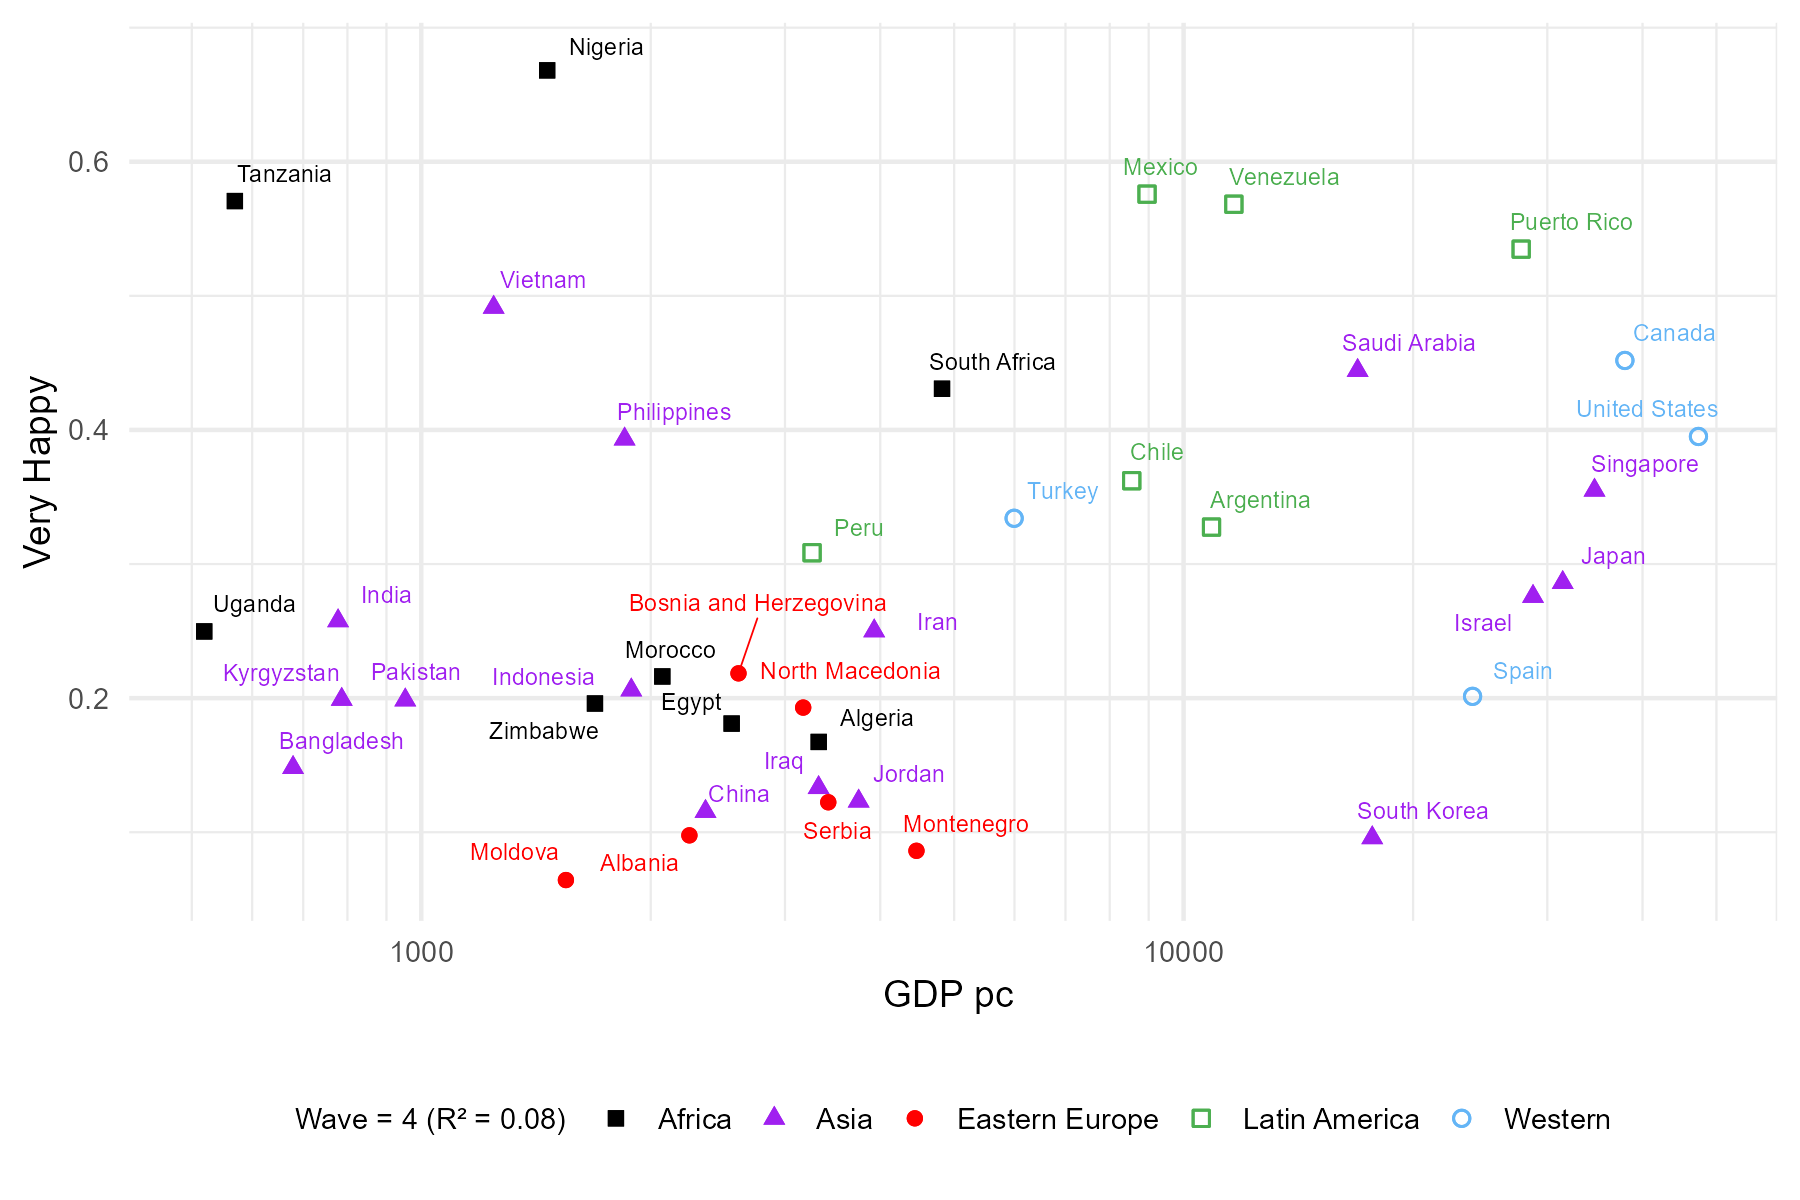 Nigeria
0.6
Tanzania
Mexico
Venezuela
Puerto Rico
Vietnam
Canada
Saudi Arabia
South Africa
Very Happy
0.4
Philippines
United States
Chile
Singapore
Turkey
Argentina
Peru
Japan
India
Uganda
Bosnia and Herzegovina
Iran
Israel
Morocco
Kyrgyzstan
Pakistan
Indonesia
North Macedonia
Spain
0.2
Egypt
Zimbabwe
Algeria
Bangladesh
Iraq
Jordan
China
South Korea
Serbia
Montenegro
Moldova
Albania
1000
10000
GDP pc
Wave = 4 (R² = 0.08) Africa Asia Eastern Europe Latin America Western